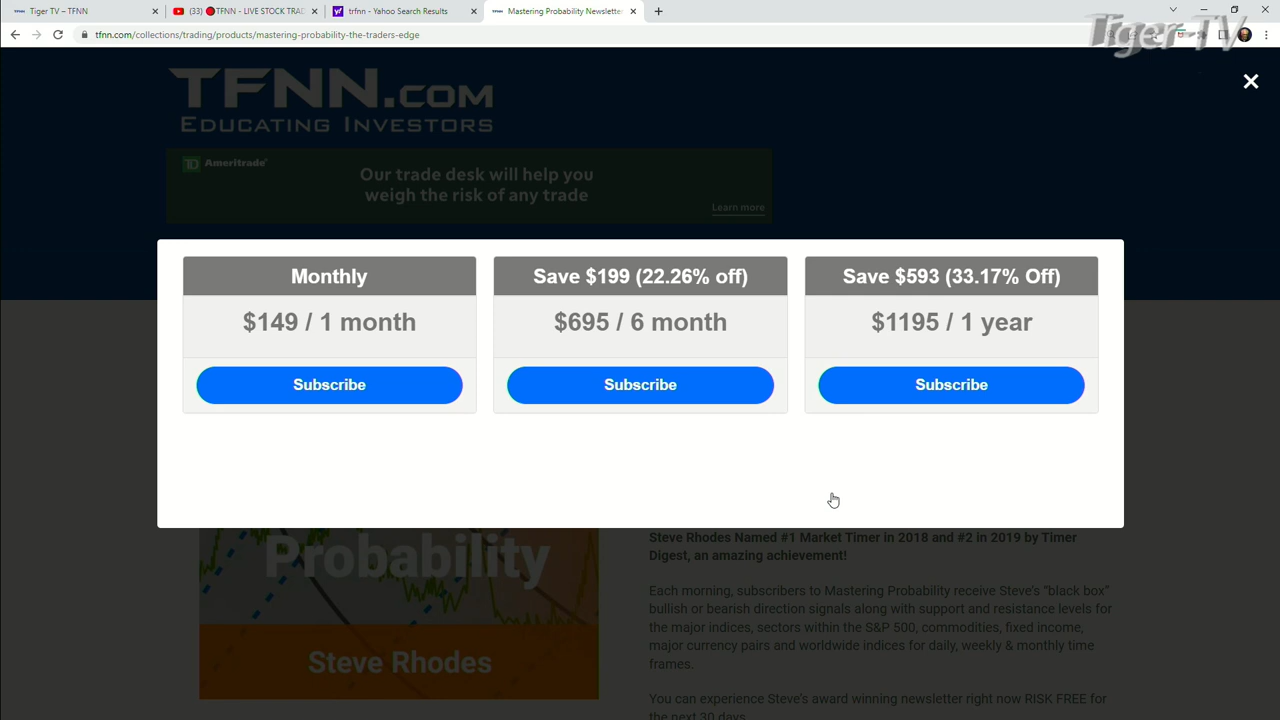 Tiger TV – TFNN
(33) 🔴TFNN - LIVE STOCK TRAD
trfnn - Yahoo Search Results
Mastering Probability Newsletter
tfnn.com/collections/trading/products/mastering-probability-the-traders-edge
Tiger TV
TFNN.COM
EDUCATING INVESTORS
TD Ameritrade
Our trade desk will help you
weigh the risk of any trade
Learn more
Monthly
$149 / 1 month
Subscribe
Save $199 (22.26% off)
$695 / 6 month
Subscribe
Save $593 (33.17% Off)
$1195 / 1 year
Subscribe
Probability
Steve Rhodes
Steve Rhodes Named #1 Market Timer in 2018 and #2 in 2019 by Timer
Digest, an amazing achievement!
Each morning, subscribers to Mastering Probability receive Steve's "black box"
bullish or bearish direction signals along with support and resistance levels for
the major indices, sectors within the S&P 500, commodities, fixed income,
major currency pairs and worldwide indices for daily, weekly & monthly time
frames.
You can experience Steve's award winning newsletter right now RISK FREE for
the next 30 days